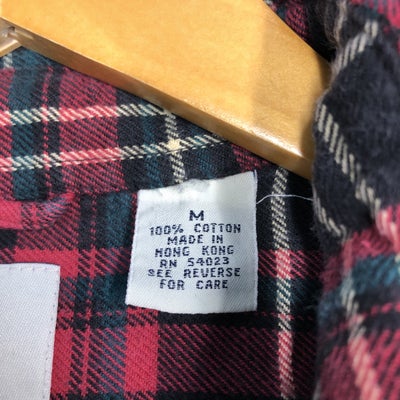 M
100% COTTON
MADE IN
HONG KONG
RN 54023
SEE REVERSE
FOR CARE